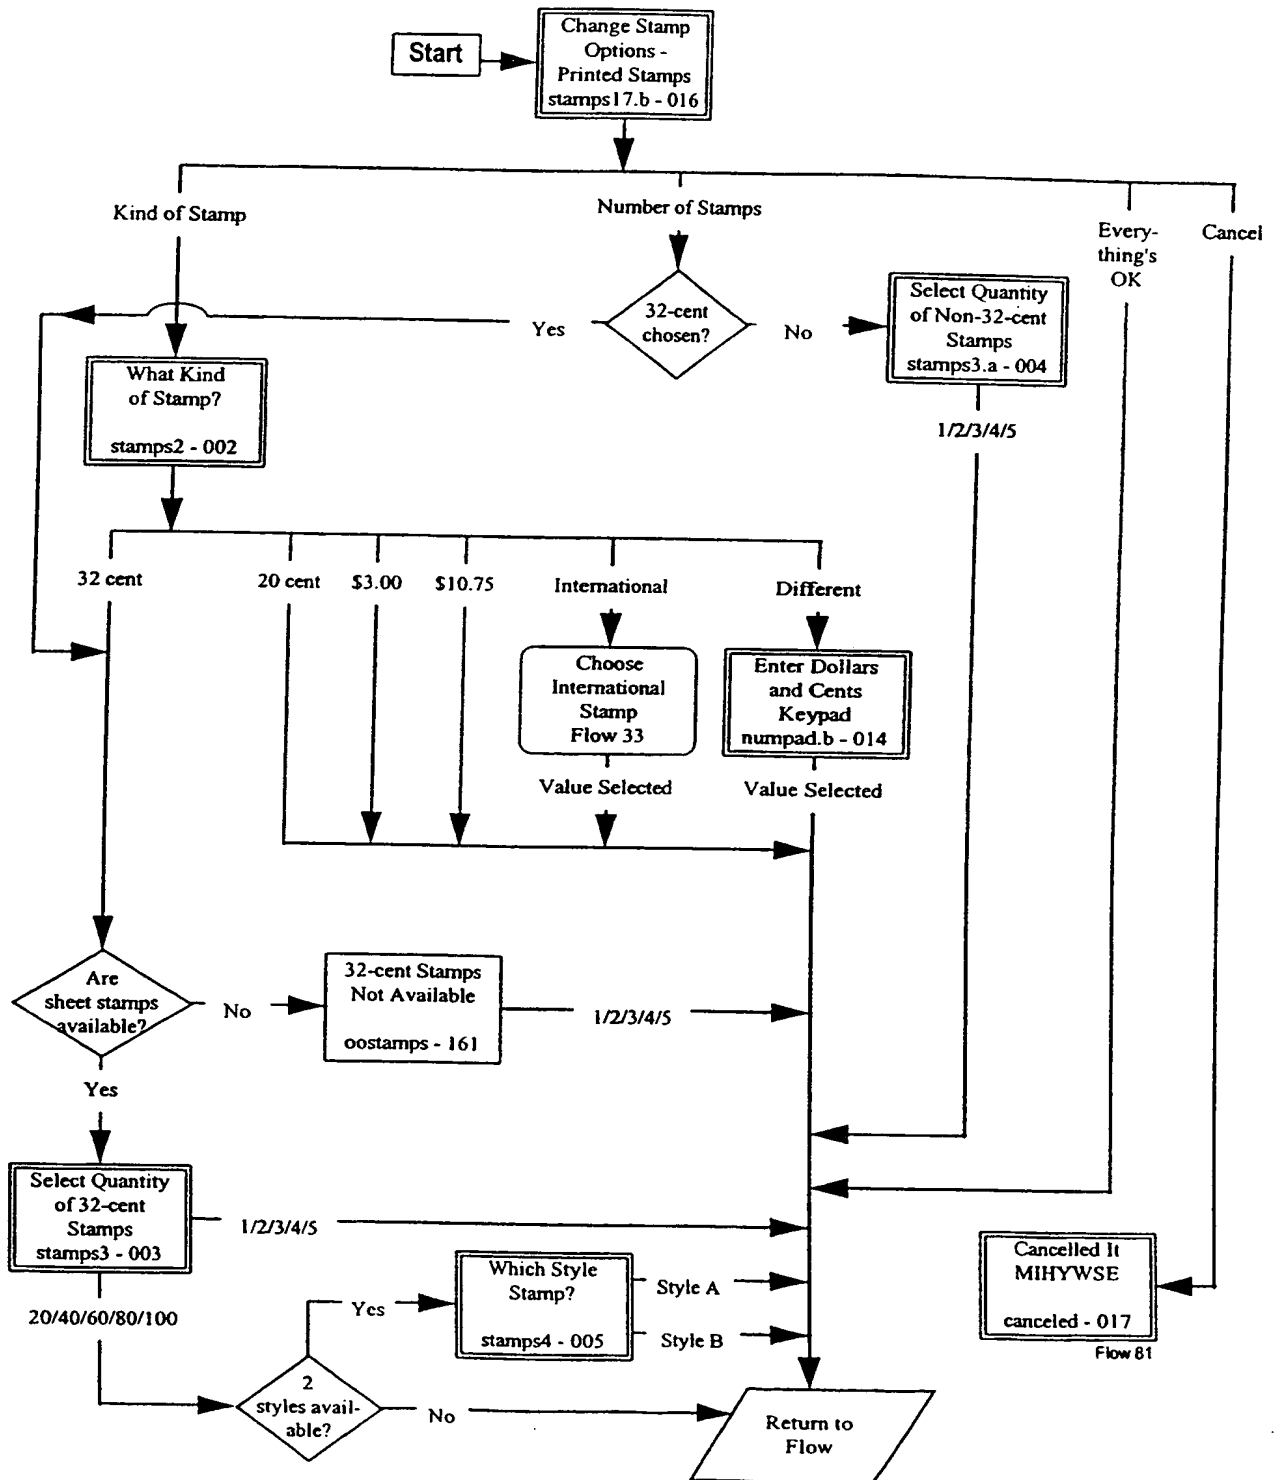 Start
Change Stamp
Options -
Printed Stamps
stamps17.b - 016
Kind of Stamp
Number of Stamps
Every-
thing's
OK
Cancel
32-cent
chosen?
Yes
No
Select Quantity
of Non-32-cent
Stamps
stamps3.a - 004
1/2/3/4/5
What Kind
of Stamp?
stamps2 - 002
32 cent
20 cent
$3.00
$10.75
International
Different
Choose
International
Stamp
Flow 33
Enter Dollars
and Cents
Keypad
numpad.b - 014
Value Selected
Value Selected
Are
sheet stamps
available?
No
32-cent Stamps
Not Available
oostamps - 161
1/2/3/4/5
Yes
Select Quantity
of 32-cent
Stamps
stamps3 - 003
1/2/3/4/5
20/40/60/80/100
Yes
Which Style
Stamp?
stamps4 - 005
Style A
Style B
Cancelled It
MIHYWSE
canceled - 017
Flow 81
2
styles avail-
able?
No
Return to
Flow